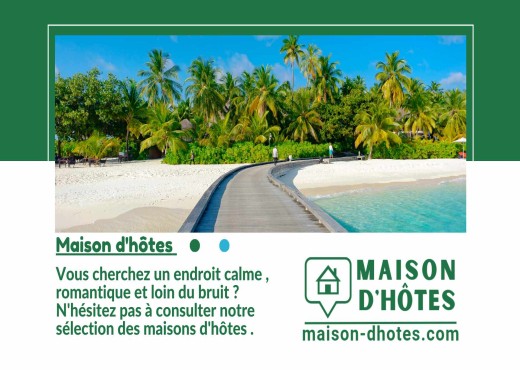 Maison d'hôtes
Vous cherchez un endroit calme ,
romantique et loin du bruit ?
N'hésitez pas à consulter notre
sélection des maisons d'hôtes .
MAISON
D'HÔTES
maison-dhotes.com